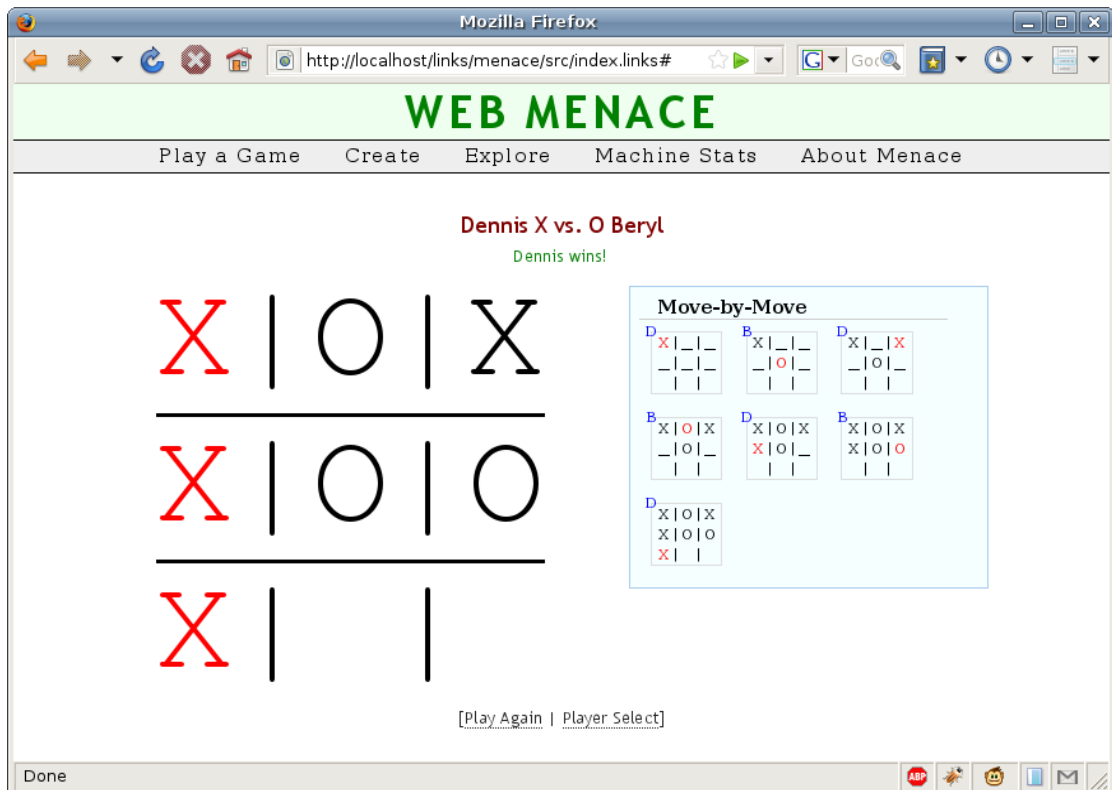 Mozilla Firefox
http://localhost/links/menace/src/index.links#
G
WEB MENACE
Play a Game Create Explore Machine Stats About Menace
Dennis X vs. O Beryl
Dennis wins!
X | O | X
X | O | O
X | |
Move-by-Move
D B D
X|_|_ X|_|_ X|_|X
_|_|_ _|O|_ _|O|_
| | | | | |
B D B
X|O|X X|O|X X|O|X
_|O|_ X|O|_ X|O|O
| | | | | |
D
X|O|X
X|O|O
X| |
[Play Again | Player Select]
Done ABP